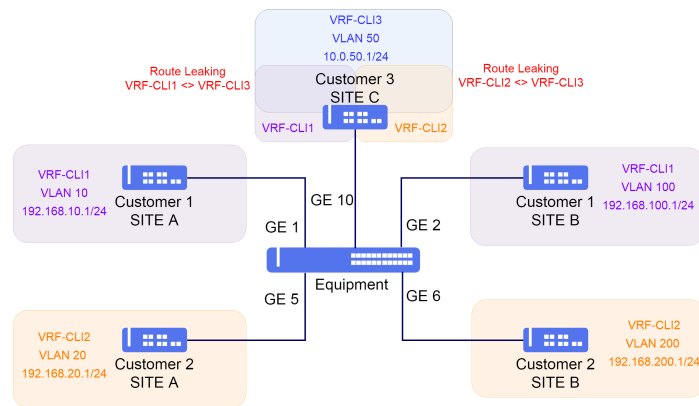 VRF-CLI3
VLAN 50
10.0.50.1/24
Route Leaking
VRF-CLI1 <> VRF-CLI3
Customer 3
SITE C
Route Leaking
VRF-CLI2 <> VRF-CLI3
VRF-CLI1
VRF-CLI2
VRF-CLI1
VLAN 10
192.168.10.1/24
Customer 1
SITE A
GE 10
GE 1
GE 2
Customer 1
SITE B
VRF-CLI1
VLAN 100
192.168.100.1/24
Equipment
GE 5
GE 6
VRF-CLI2
VLAN 20
192.168.20.1/24
Customer 2
SITE A
Customer 2
SITE B
VRF-CLI2
VLAN 200
192.168.200.1/24